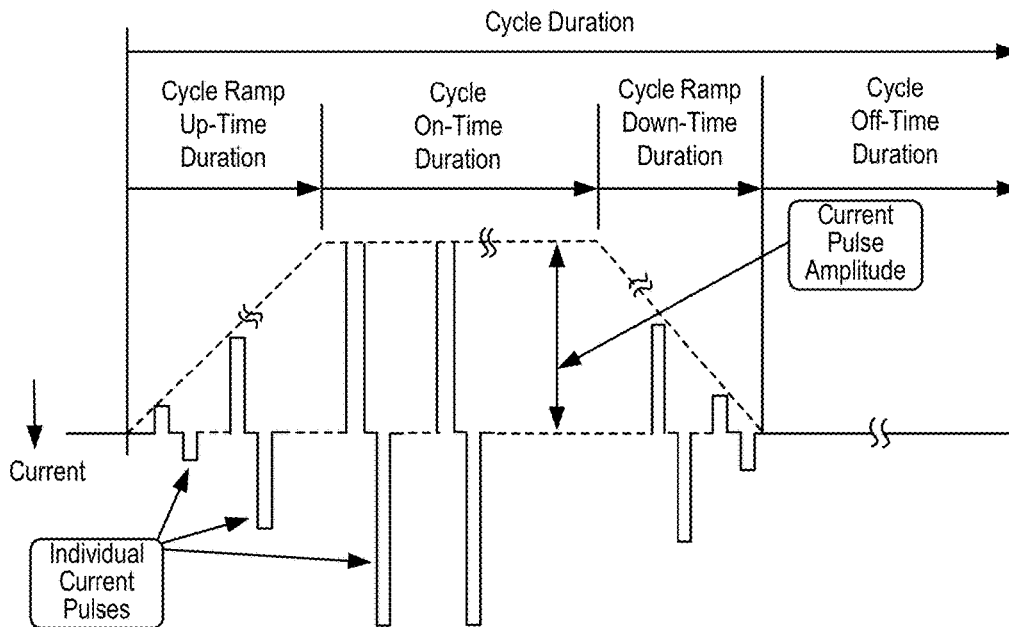 Cycle Duration
Cycle Ramp
Up-Time
Duration
Cycle
On-Time
Duration
Cycle Ramp
Down-Time
Duration
Cycle
Off-Time
Duration
Current
Pulse
Amplitude
Current
Individual
Current
Pulses